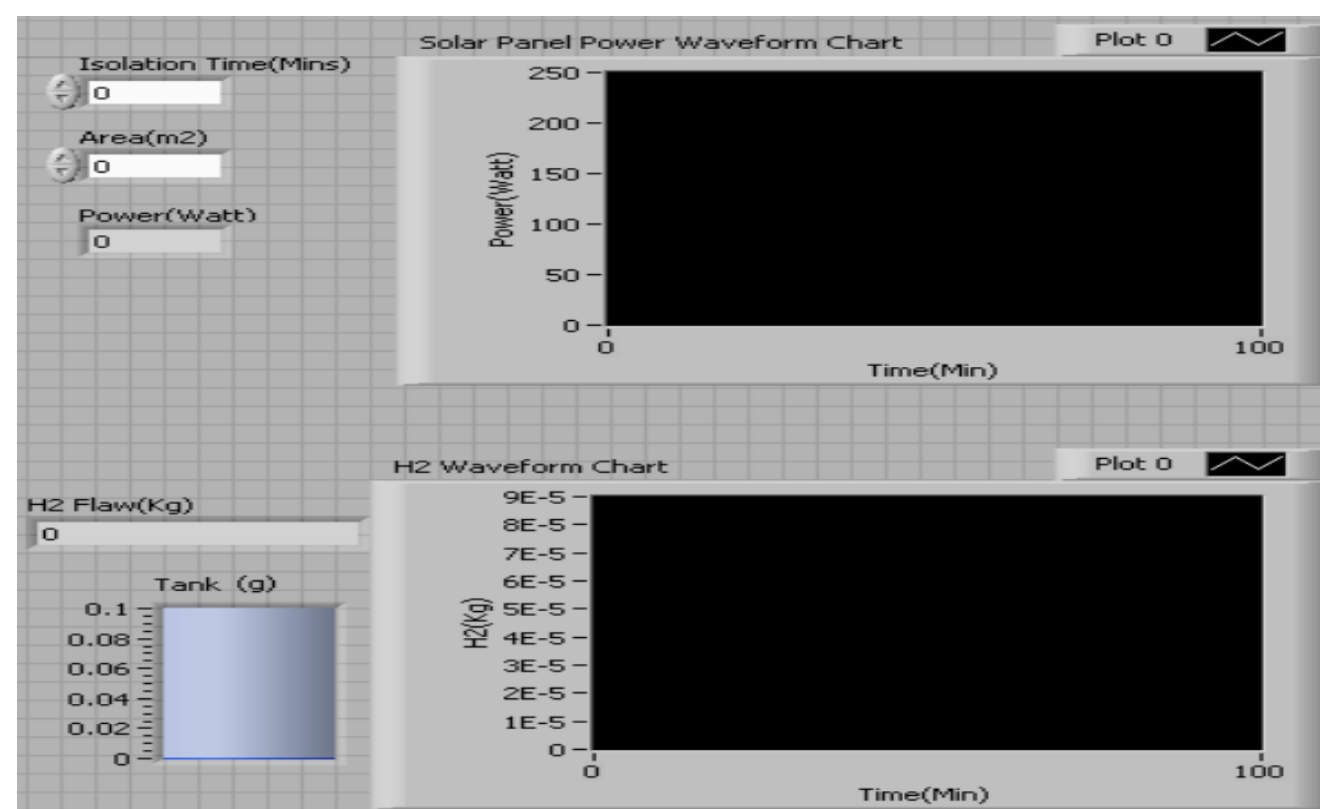 Solar Panel Power Waveform Chart
Plot 0
Isolation Time(Mins)
0
Area(m2)
0
Power(Watt)
0
250
200
150
100
50
0
Power(Watt)
0
100
Time(Min)
H2 Waveform Chart
Plot 0
H2 Flaw(Kg)
0
Tank (g)
0.1
0.08
0.06
0.04
0.02
0
9E-5
8E-5
7E-5
6E-5
5E-5
4E-5
3E-5
2E-5
1E-5
0
H2(Kg)
0
100
Time(Min)